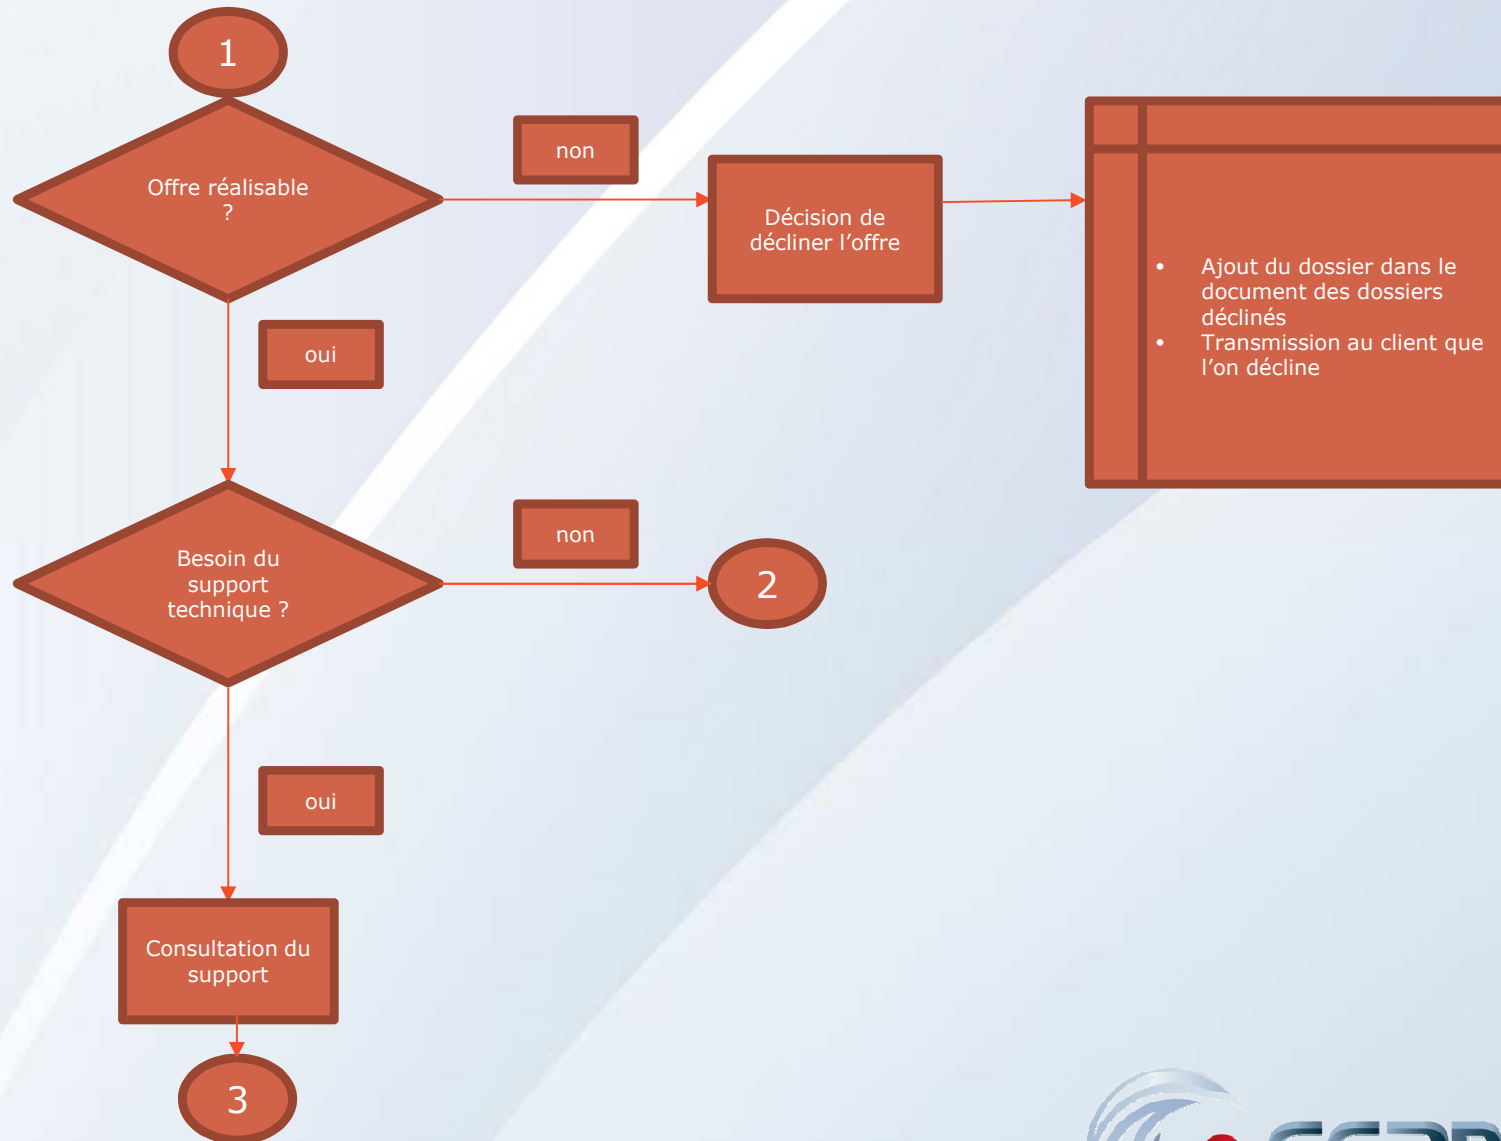 1
Offre réalisable
?
non
Décision de
décliner l’offre
• Ajout du dossier dans le
document des dossiers
déclinés
• Transmission au client que
l’on décline
oui
Besoin du
support
technique ?
non
2
oui
Consultation du
support
3